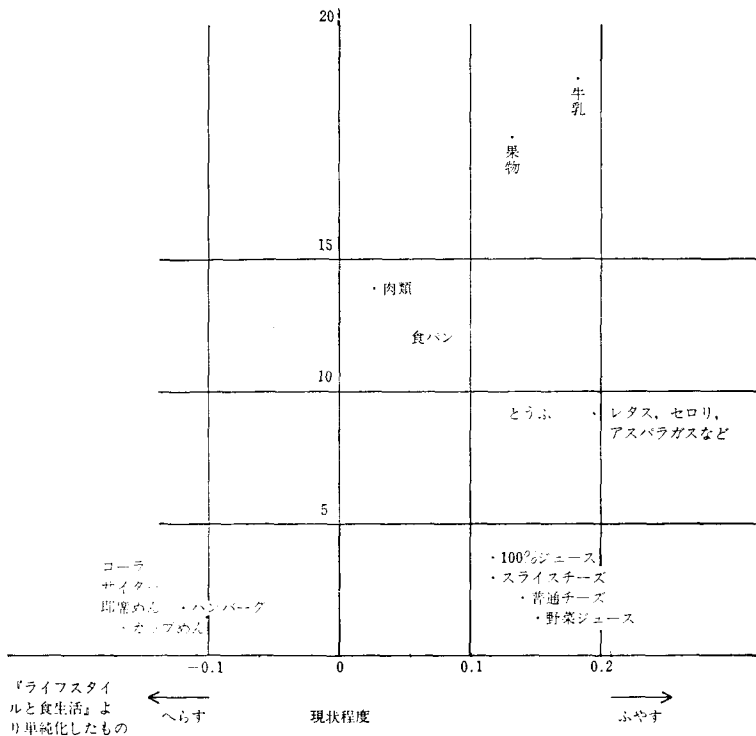 20
・牛乳
・果物
15
・肉類
食パン
10
とうふ
・レタス，セロリ，
アスパラガスなど
5
コーラ
サイダー
即席めん
・ハンバーグ
・カップめん
・100%ジュース
・スライスチーズ
・普通チーズ
・野菜ジュース
−0.1
0
0.1
0.2
『ライフスタイ
ルと食生活』よ
り単純化したもの
へらす
現状程度
ふやす